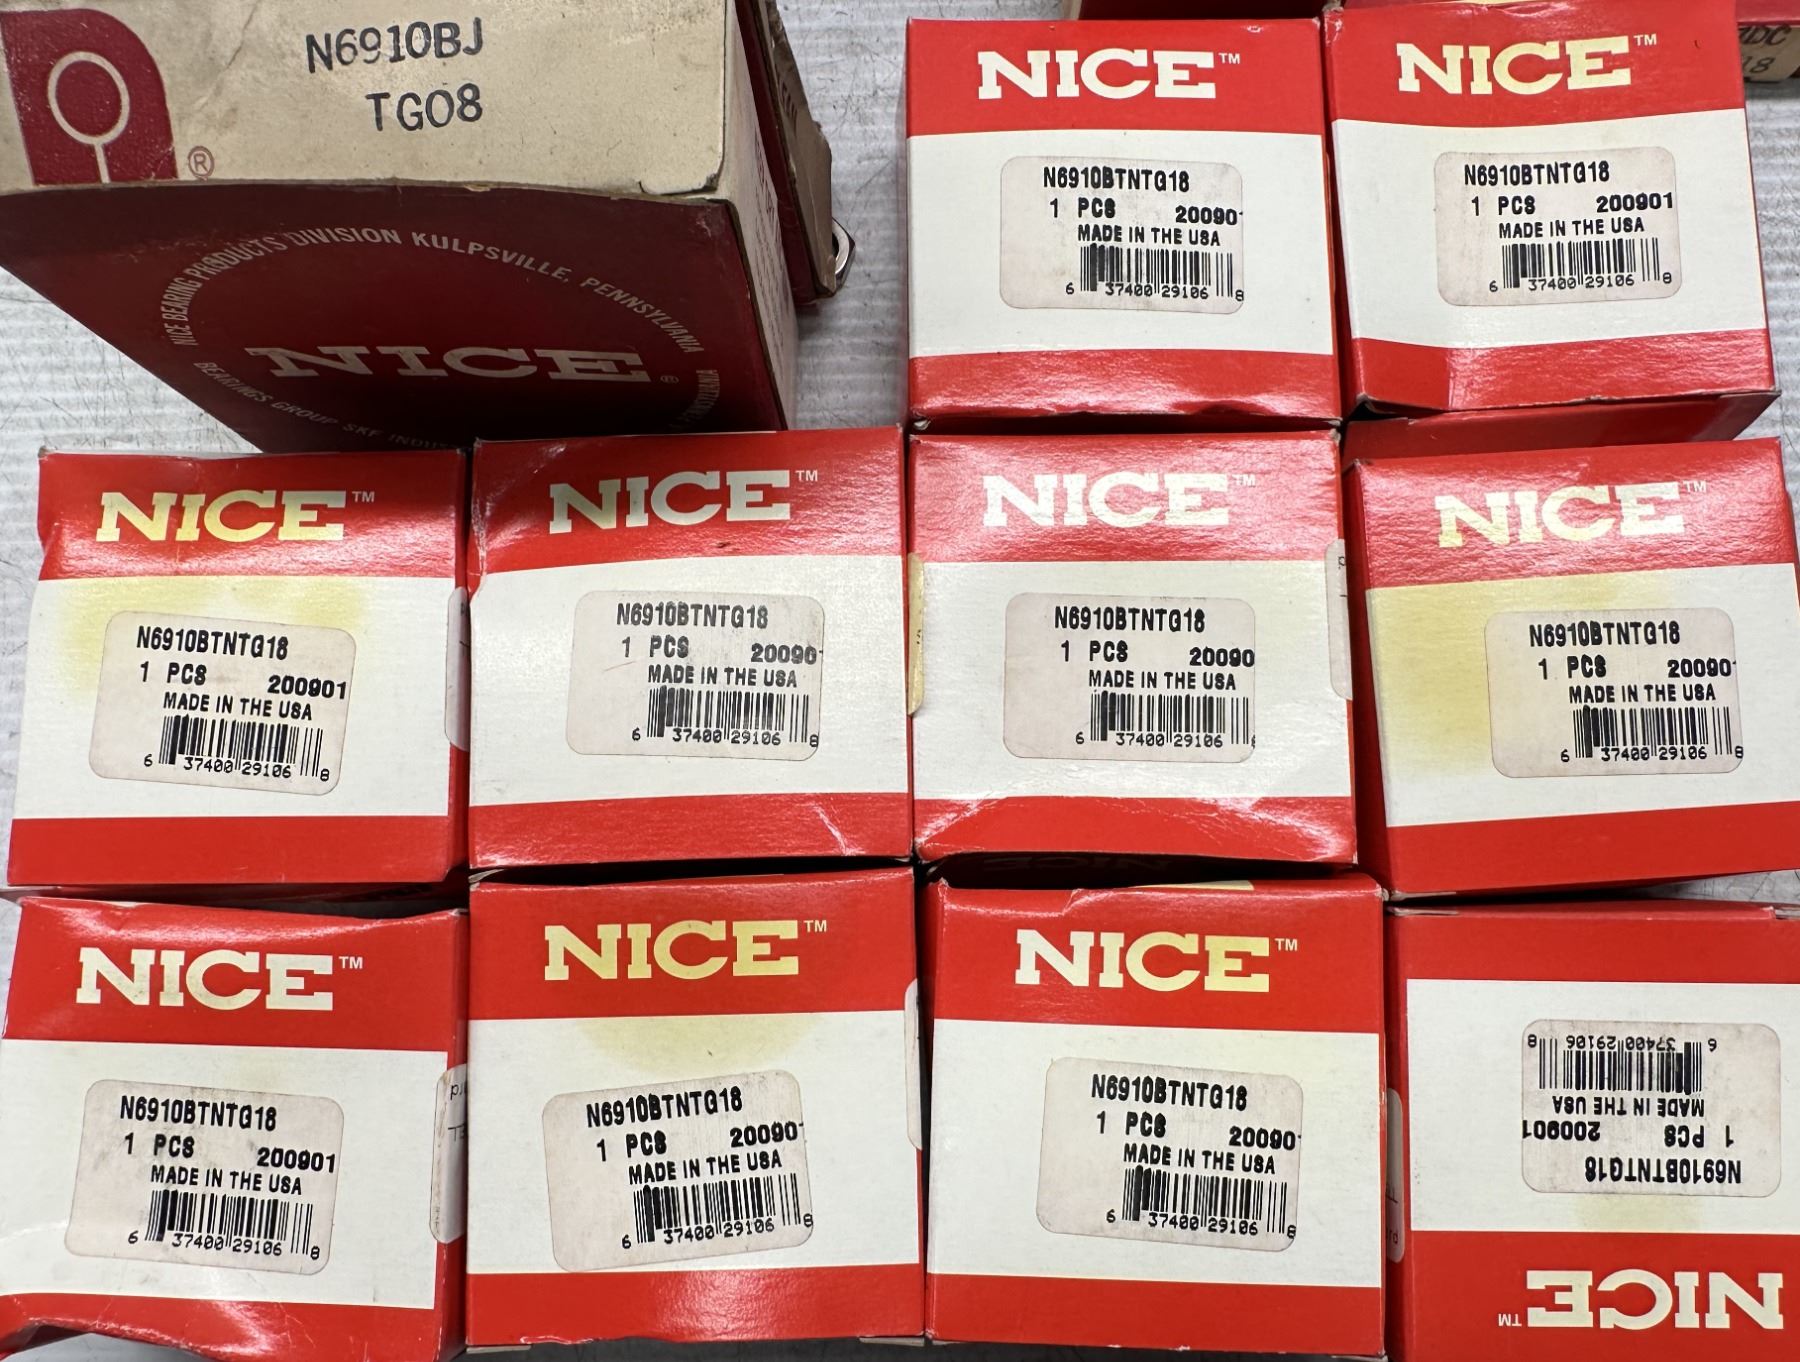 N6910BJ
TG08
®
NICE BEARING PRODUCTS DIVISION KULPSVILLE, PENNSYLVANIA
NICE ®
BEARINGS GROUP SKF INDUS
NICE™
N6910BTNTG18
1 PCS 20090
MADE IN THE USA
6 37400 29106 8
NICE™
N6910BTNTG18
1 PCS 200901
MADE IN THE USA
6 37400 29106 8
NICE™
N6910BTNTG18
1 PCS 200901
MADE IN THE USA
6 37400 29106 8
NICE™
N6910BTNTG18
1 PCS 20090
MADE IN THE USA
6 37400 29106 8
NICE™
N6910BTNTG18
1 PCS 20090
MADE IN THE USA
6 37400 29106 8
NICE™
N6910BTNTG18
1 PCS 20090
MADE IN THE USA
6 37400 29106 8
NICE™
N6910BTNTG18
1 PCS 200901
MADE IN THE USA
6 37400 29106 8
NICE™
N6910BTNTG18
1 PCS 20090
MADE IN THE USA
6 37400 29106 8
NICE™
N6910BTNTG18
1 PCS 20090
MADE IN THE USA
6 37400 29106 8
NICE™
N6910BTNTG18
1 PCS 200901
MADE IN THE USA
6 37400 29106 8